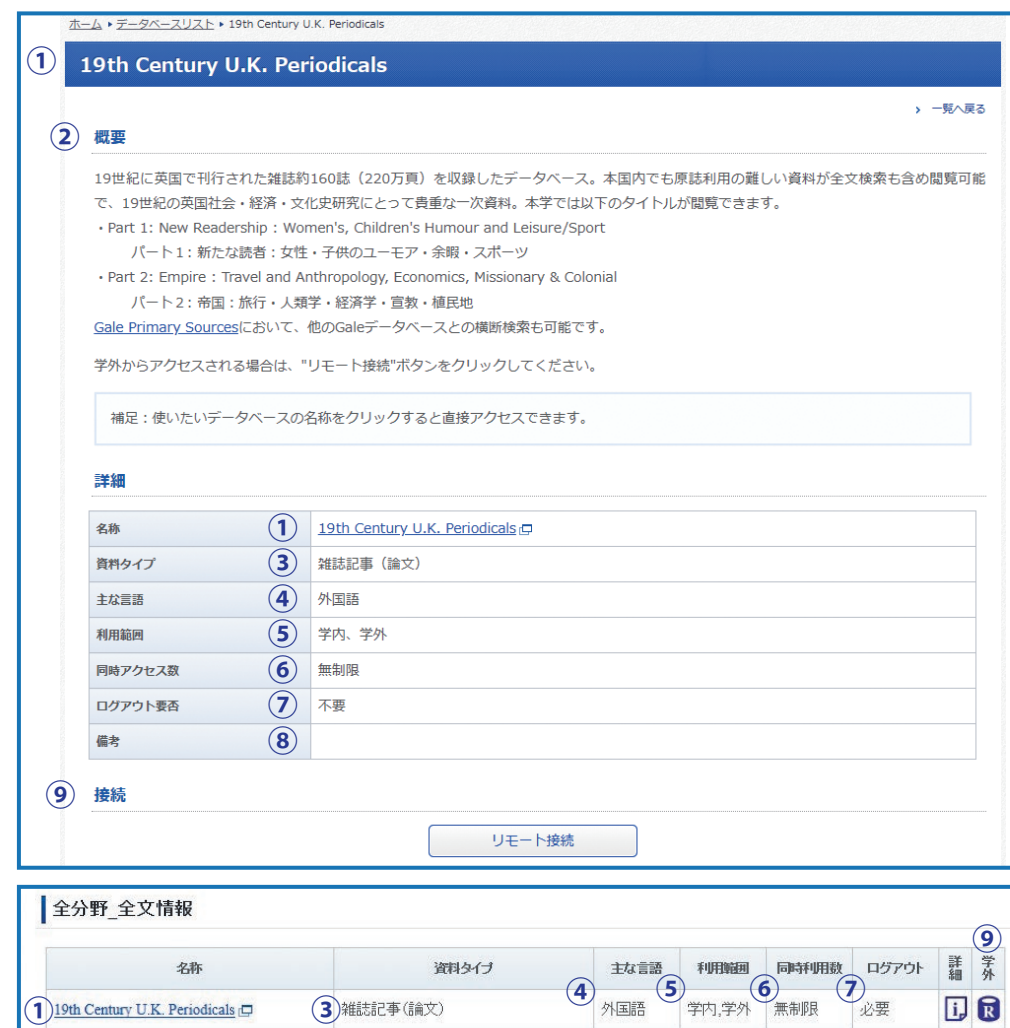 ホーム ▸ データベースリスト ▸ 19th Century U.K. Periodicals
① 19th Century U.K. Periodicals
› 一覧へ戻る
② 概要
19世紀に英国で刊行された雑誌約160誌（220万頁）を収録したデータベース。本国内でも原誌利用の難しい資料が全文検索も含め閲覧可能
で、19世紀の英国社会・経済・文化史研究にとって貴重な一次資料。本学では以下のタイトルが閲覧できます。
・Part 1: New Readership : Women's, Children's Humour and Leisure/Sport
パート1：新たな読者：女性・子供のユーモア・余暇・スポーツ
・Part 2: Empire : Travel and Anthropology, Economics, Missionary & Colonial
パート2：帝国：旅行・人類学・経済学・宣教・植民地
Gale Primary Sourcesにおいて、他のGaleデータベースとの横断検索も可能です。
学外からアクセスされる場合は、"リモート接続"ボタンをクリックしてください。
補足：使いたいデータベースの名称をクリックすると直接アクセスできます。
詳細
名称 ① 19th Century U.K. Periodicals
資料タイプ ③ 雑誌記事（論文）
主な言語 ④ 外国語
利用範囲 ⑤ 学内、学外
同時アクセス数 ⑥ 無制限
ログアウト要否 ⑦ 不要
備考 ⑧
⑨ 接続
リモート接続
全分野_全文情報
⑨
名称 資料タイプ 主な言語 利用範囲 同時利用数 ログアウト 詳細 学外
① 19th Century U.K. Periodicals ③ 雑誌記事(論文) ④ 外国語 ⑤ 学内,学外 ⑥ 無制限 ⑦ 必要 i R